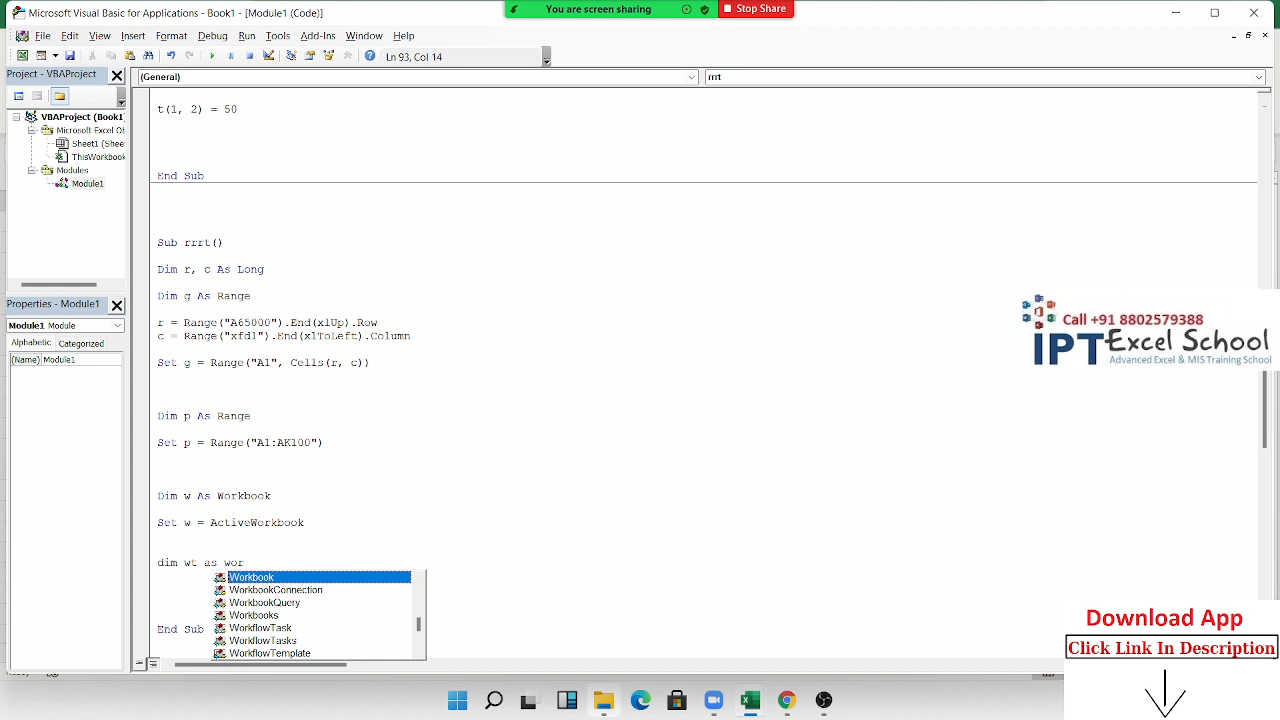 Microsoft Visual Basic for Applications - Book1 - [Module1 (Code)]
You are screen sharing
Stop Share
File Edit View Insert Format Debug Run Tools Add-Ins Window Help
Ln 93, Col 14
Project - VBAProject
(General)
rrrt
VBAProject (Book1
Microsoft Excel Ob
Sheet1 (Shee
ThisWorkbook
Modules
Module1
Properties - Module1
Module1 Module
Alphabetic Categorized
(Name) Module1
t(1, 2) = 50
End Sub
Sub rrrt()
Dim r, c As Long
Dim g As Range
r = Range("A65000").End(xlUp).Row
c = Range("xfd1").End(xlToLeft).Column
Set g = Range("A1", Cells(r, c))
Dim p As Range
Set p = Range("A1:AK100")
Dim w As Workbook
Set w = ActiveWorkbook
dim wt as wor
Workbook
WorkbookConnection
WorkbookQuery
Workbooks
WorkflowTask
WorkflowTasks
WorkflowTemplate
End Sub
Call +91 8802579388
IPT Excel School
Advanced Excel & MIS Training School
Download App
Click Link In Description